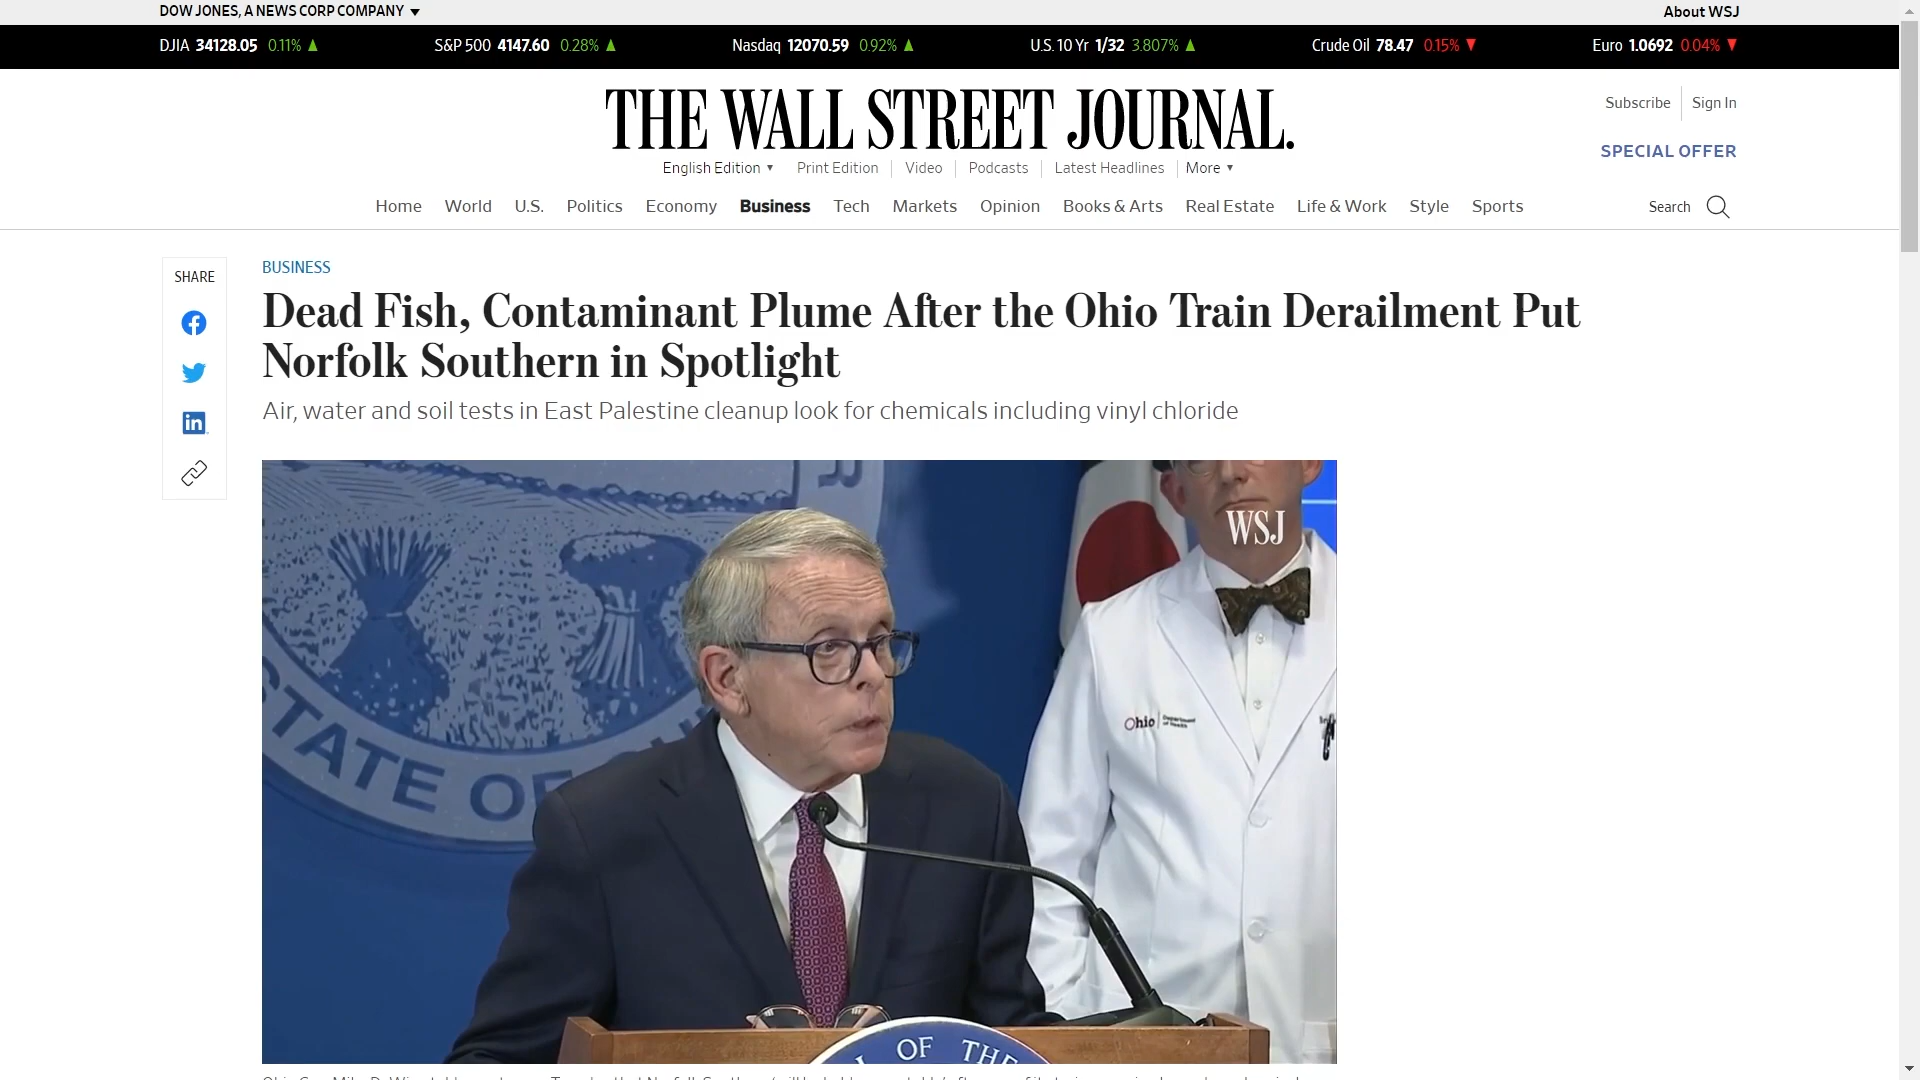 DOW JONES, A NEWS CORP COMPANY
About WSJ
DJIA 34128.05 0.11% S&P 500 4147.60 0.28% Nasdaq 12070.59 0.92% U.S. 10 Yr 1/32 3.807% Crude Oil 78.47 0.15% Euro 1.0692 0.04%
THE WALL STREET JOURNAL.
Subscribe Sign In
SPECIAL OFFER
English Edition Print Edition Video Podcasts Latest Headlines More
Home World U.S. Politics Economy Business Tech Markets Opinion Books & Arts Real Estate Life & Work Style Sports
Search
SHARE
BUSINESS
Dead Fish, Contaminant Plume After the Ohio Train Derailment Put
Norfolk Southern in Spotlight
Air, water and soil tests in East Palestine cleanup look for chemicals including vinyl chloride
WSJ
Ohio Department
of Health
STATE OF
OF THE